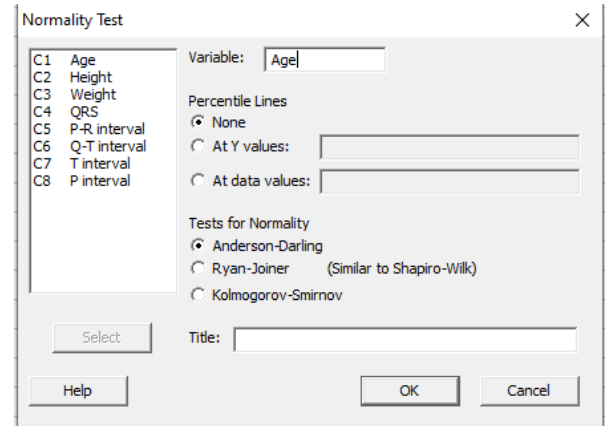 Normality Test
C1 Age
C2 Height
C3 Weight
C4 QRS
C5 P-R interval
C6 Q-T interval
C7 T interval
C8 P interval
Variable: Age
Percentile Lines
None
At Y values:
At data values:
Tests for Normality
Anderson-Darling
Ryan-Joiner (Similar to Shapiro-Wilk)
Kolmogorov-Smirnov
Select
Title:
Help
OK
Cancel